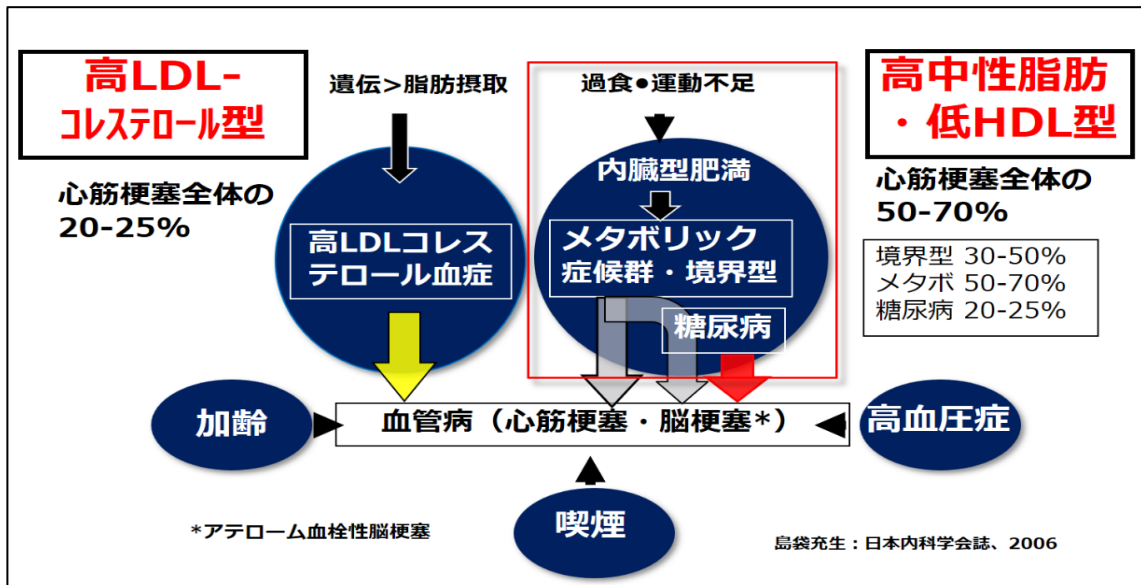 高LDL-
コレステロール型
心筋梗塞全体の
20-25%
遺伝>脂肪摂取
高LDLコレス
テロール血症
過食●運動不足
内臓型肥満
メタボリック
症候群・境界型
糖尿病
高中性脂肪
・低HDL型
心筋梗塞全体の
50-70%
境界型 30-50%
メタボ 50-70%
糖尿病 20-25%
加齢
血管病（心筋梗塞・脳梗塞*）
高血圧症
喫煙
*アテローム血栓性脳梗塞
島袋充生：日本内科学会誌、2006